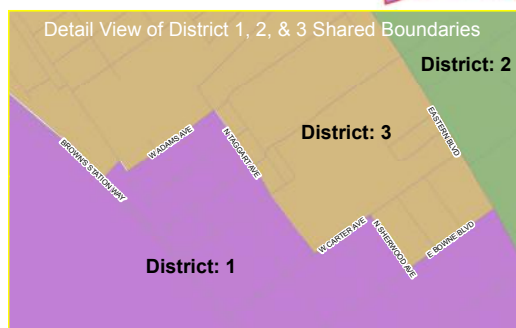 Detail View of District 1, 2, & 3 Shared Boundaries
District: 2
EASTERN BLVD
District: 3
W ADAMS AVE
N TAGGART AVE
BROWNS STATION WAY
W CARTER AVE
N SHERWOOD AVE
E BOWNE BLVD
District: 1